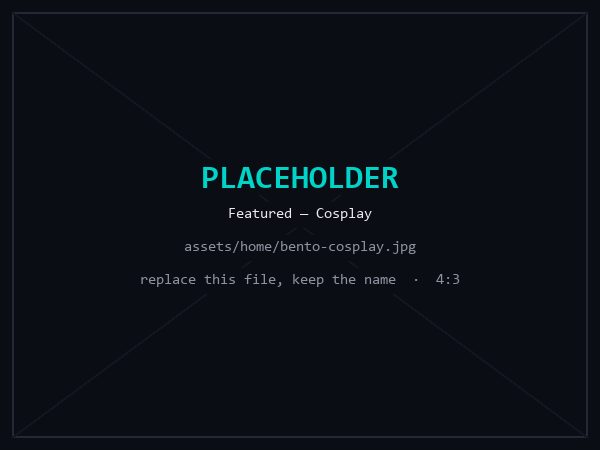 PLACEHOLDER
Featured — Cosplay
assets/home/bento-cosplay.jpg
replace this file, keep the name · 4:3